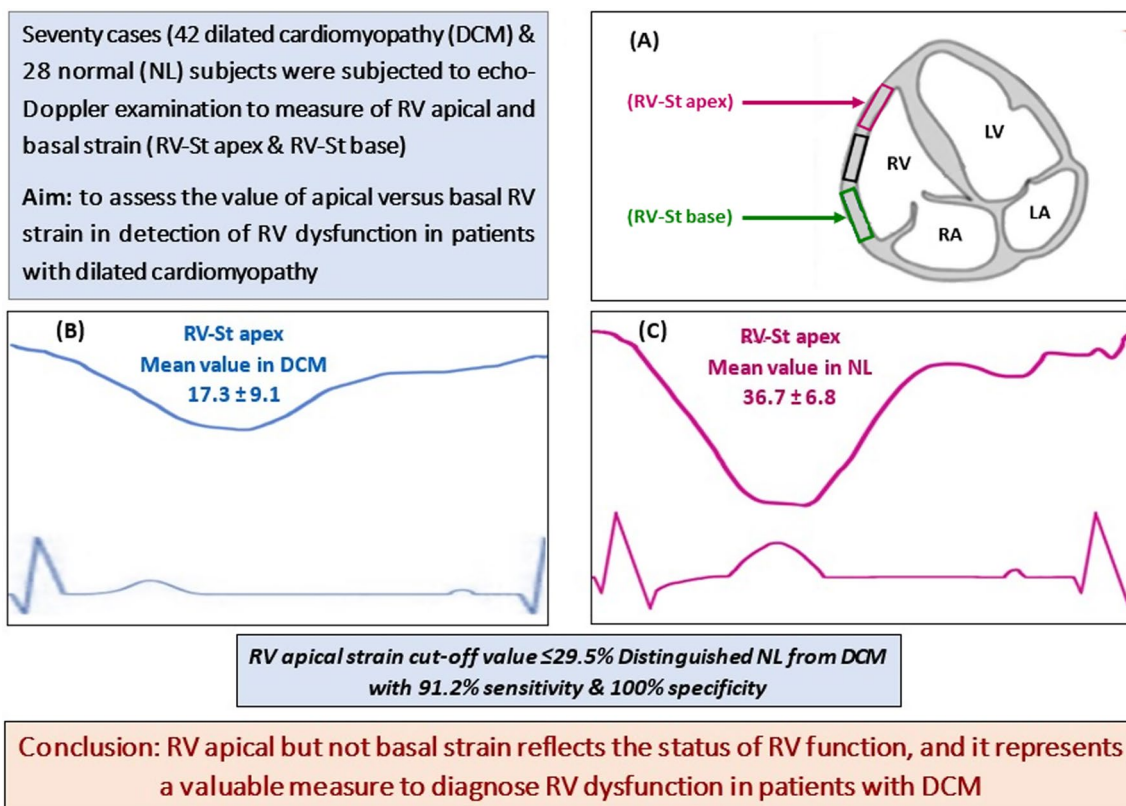 Seventy cases (42 dilated cardiomyopathy (DCM) &
28 normal (NL) subjects were subjected to echo-
Doppler examination to measure of RV apical and
basal strain (RV-St apex & RV-St base)
Aim: to assess the value of apical versus basal RV
strain in detection of RV dysfunction in patients
with dilated cardiomyopathy
(A)
(RV-St apex)
(RV-St base)
LV
RV
LA
RA
(B)
RV-St apex
Mean value in DCM
17.3 ± 9.1
(C)
RV-St apex
Mean value in NL
36.7 ± 6.8
RV apical strain cut-off value ≤29.5% Distinguished NL from DCM
with 91.2% sensitivity & 100% specificity
Conclusion: RV apical but not basal strain reflects the status of RV function, and it represents
a valuable measure to diagnose RV dysfunction in patients with DCM